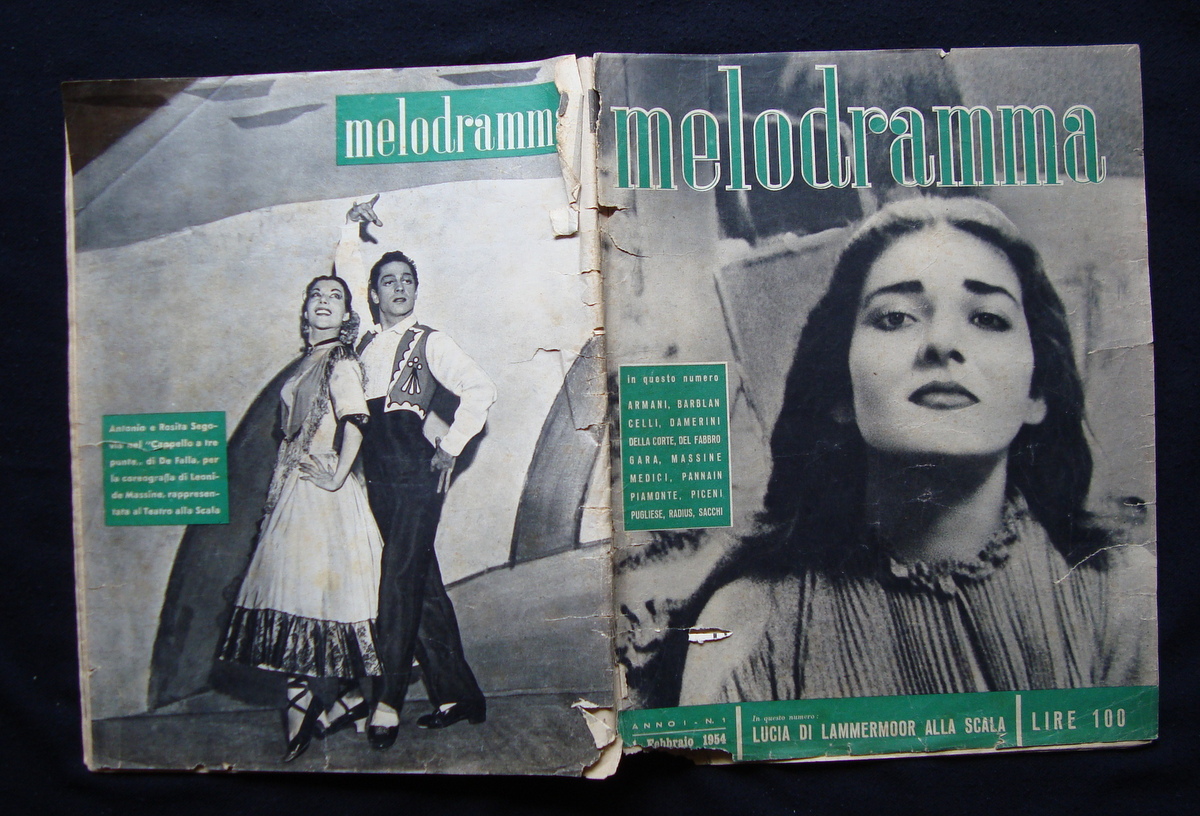 melodramm
Antonio e Rosita Sego-
via nel "Cappello a tre
punte„ di De Falla, per
la coreografia di Leoni-
de Massine, rappresen-
tata al Teatro alla Scala
melodramma
in questo numero
ARMANI, BARBLAN
CELLI, DAMERINI
DELLA CORTE, DEL FABBRO
GARA, MASSINE
MEDICI, PANNAIN
PIAMONTE, PICENI
PUGLIESE, RADIUS, SACCHI
ANNO I - N. 1
Febbraio 1954
In questo numero:
LUCIA DI LAMMERMOOR ALLA SCALA
LIRE 100